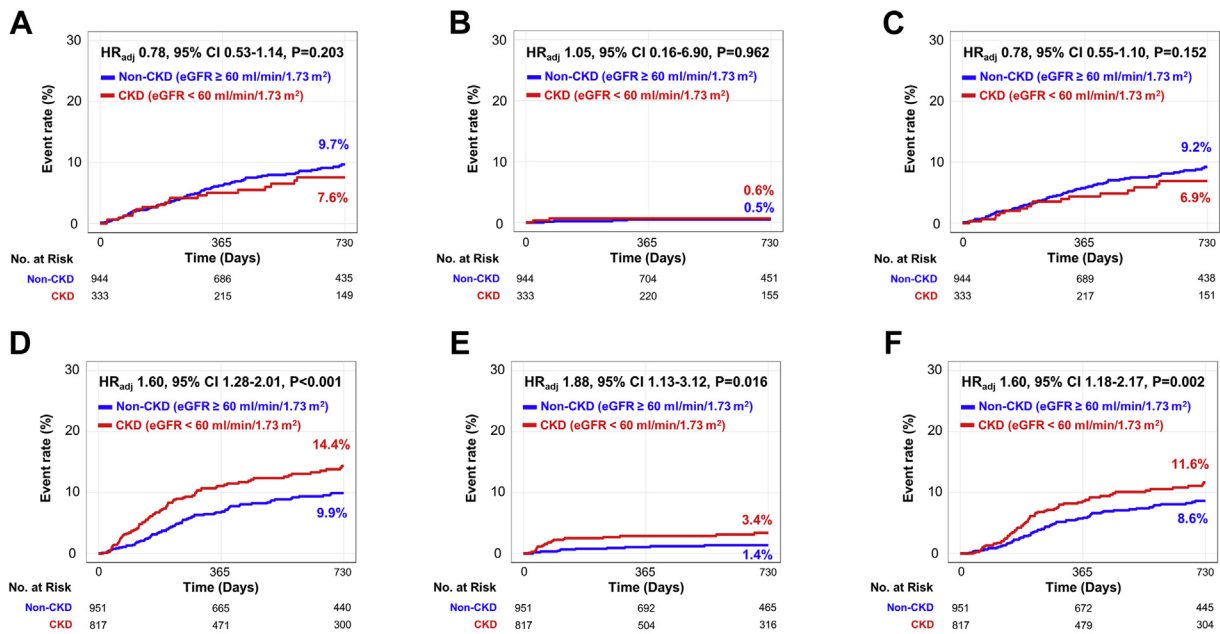 A
HRadj 0.78, 95% CI 0.53-1.14, P=0.203
Non-CKD (eGFR ≥ 60 ml/min/1.73 m²)
CKD (eGFR < 60 ml/min/1.73 m²)
Event rate (%)
30
20
10
0
9.7%
7.6%
0 365 730
Time (Days)
No. at Risk
Non-CKD 944 686 435
CKD 333 215 149
B
HRadj 1.05, 95% CI 0.16-6.90, P=0.962
Non-CKD (eGFR ≥ 60 ml/min/1.73 m²)
CKD (eGFR < 60 ml/min/1.73 m²)
Event rate (%)
30
20
10
0
0.6%
0.5%
0 365 730
Time (Days)
No. at Risk
Non-CKD 944 704 451
CKD 333 220 155
C
HRadj 0.78, 95% CI 0.55-1.10, P=0.152
Non-CKD (eGFR ≥ 60 ml/min/1.73 m²)
CKD (eGFR < 60 ml/min/1.73 m²)
Event rate (%)
30
20
10
0
9.2%
6.9%
0 365 730
Time (Days)
No. at Risk
Non-CKD 944 689 438
CKD 333 217 151
D
HRadj 1.60, 95% CI 1.28-2.01, P<0.001
Non-CKD (eGFR ≥ 60 ml/min/1.73 m²)
CKD (eGFR < 60 ml/min/1.73 m²)
Event rate (%)
30
20
10
0
14.4%
9.9%
0 365 730
Time (Days)
No. at Risk
Non-CKD 951 665 440
CKD 817 471 300
E
HRadj 1.88, 95% CI 1.13-3.12, P=0.016
Non-CKD (eGFR ≥ 60 ml/min/1.73 m²)
CKD (eGFR < 60 ml/min/1.73 m²)
Event rate (%)
30
20
10
0
3.4%
1.4%
0 365 730
Time (Days)
No. at Risk
Non-CKD 951 692 465
CKD 817 504 316
F
HRadj 1.60, 95% CI 1.18-2.17, P=0.002
Non-CKD (eGFR ≥ 60 ml/min/1.73 m²)
CKD (eGFR < 60 ml/min/1.73 m²)
Event rate (%)
30
20
10
0
11.6%
8.6%
0 365 730
Time (Days)
No. at Risk
Non-CKD 951 672 445
CKD 817 479 304